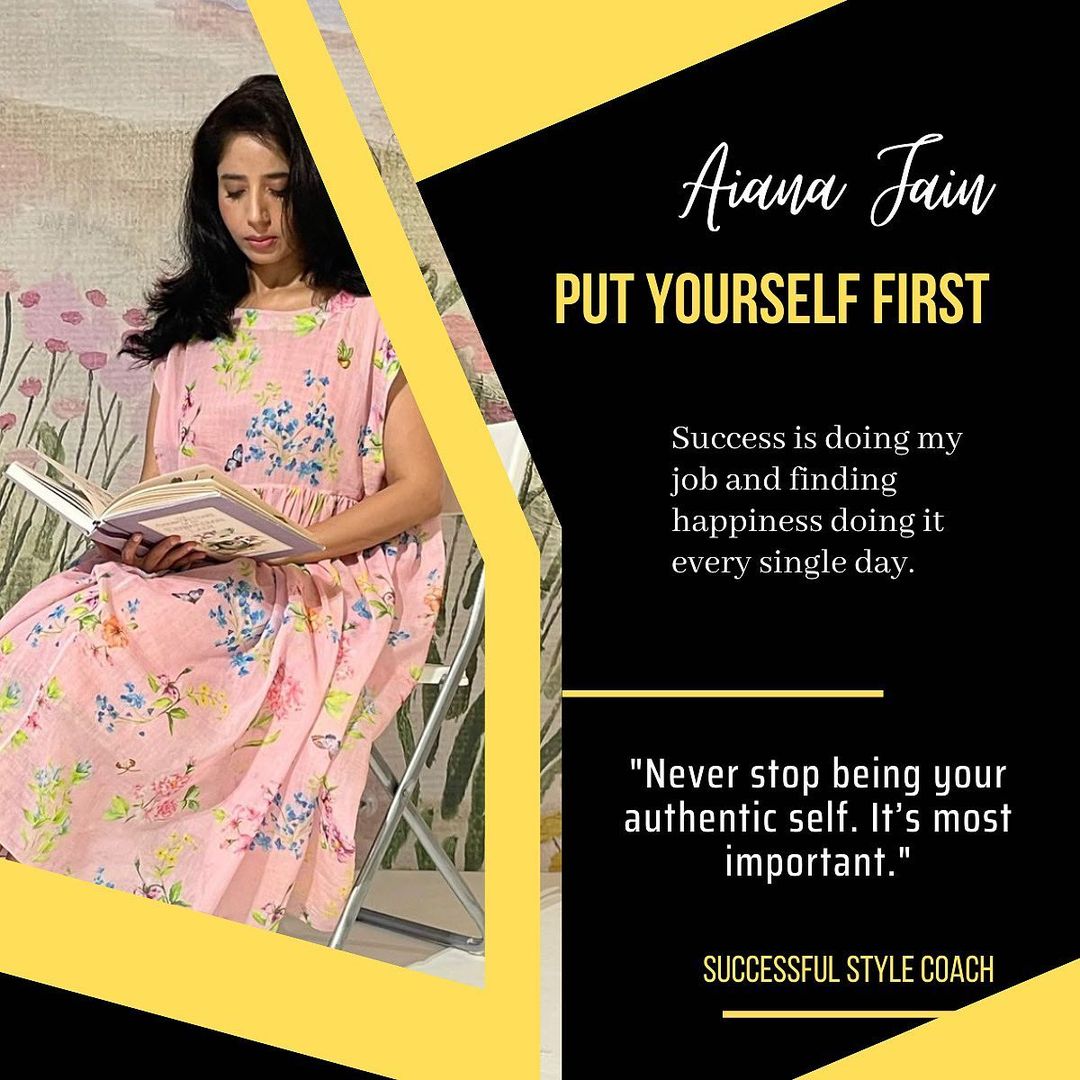 Aiana Jain
PUT YOURSELF FIRST
Success is doing my
job and finding
happiness doing it
every single day.
"Never stop being your
authentic self. It’s most
important."
SUCCESSFUL STYLE COACH